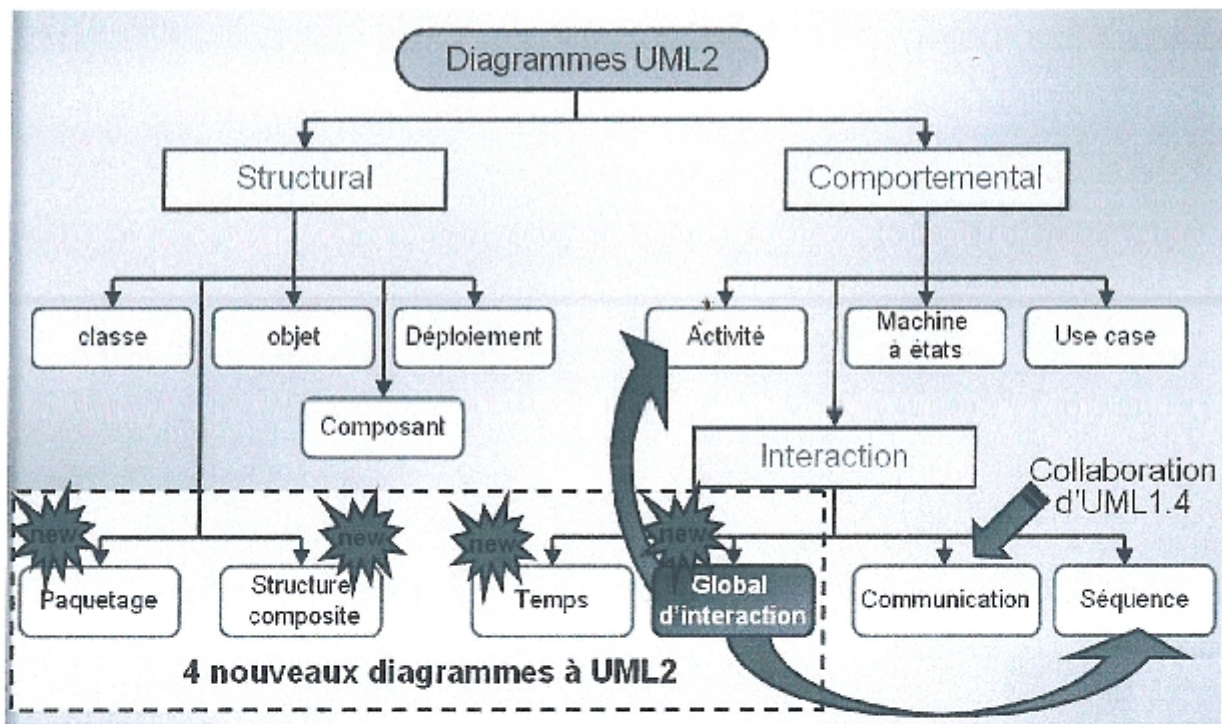 Diagrammes UML2
Structural
Comportemental
classe
objet
Déploiement
Activité
Machine
à états
Use case
Composant
Interaction
Collaboration
d'UML1.4
new
new
new
new
Paquetage
Structure
composite
Temps
Global
d'interaction
Communication
Séquence
4 nouveaux diagrammes à UML2